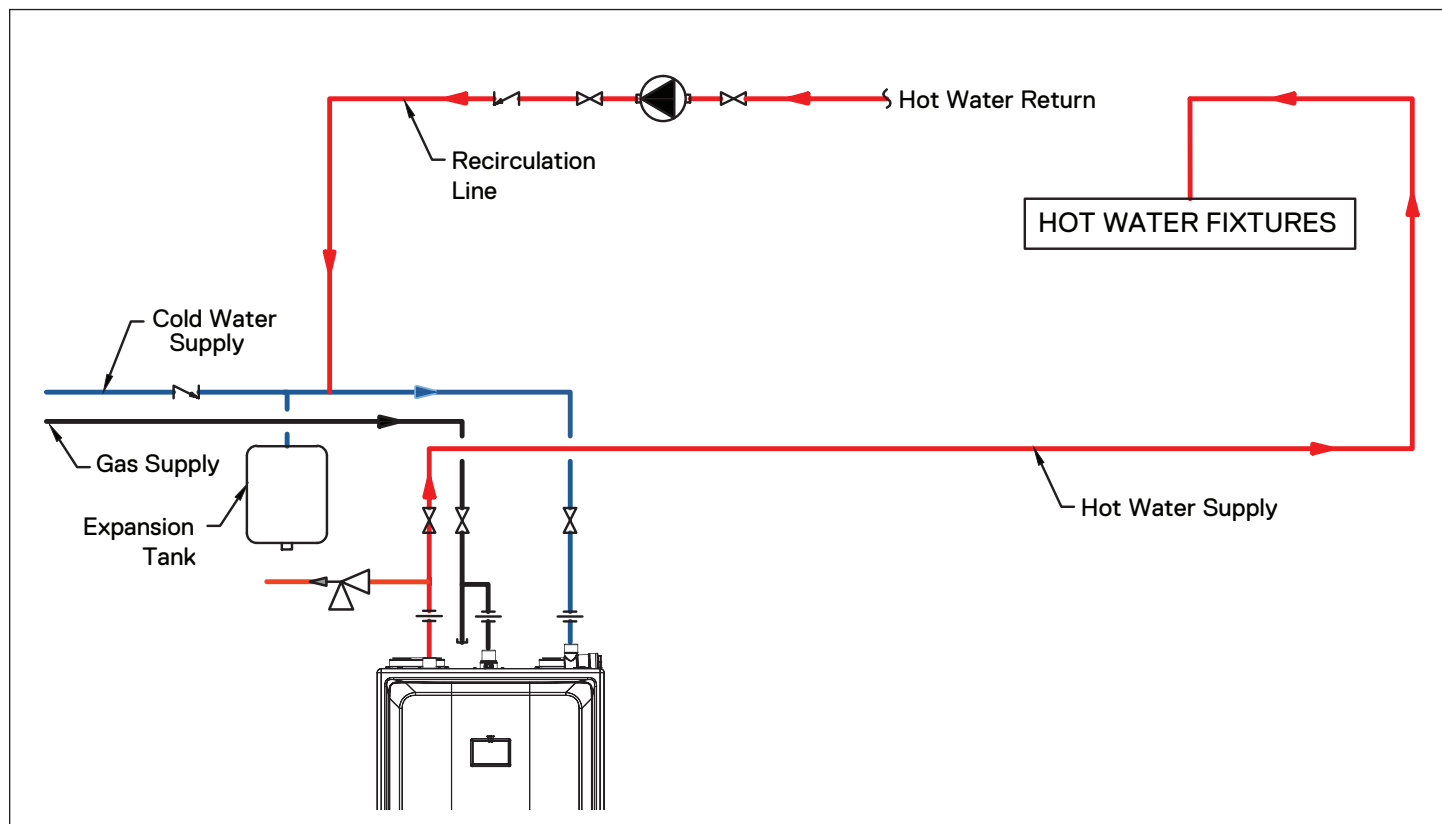 Hot Water Return
Recirculation
Line
HOT WATER FIXTURES
Cold Water
Supply
Gas Supply
Expansion
Tank
Hot Water Supply